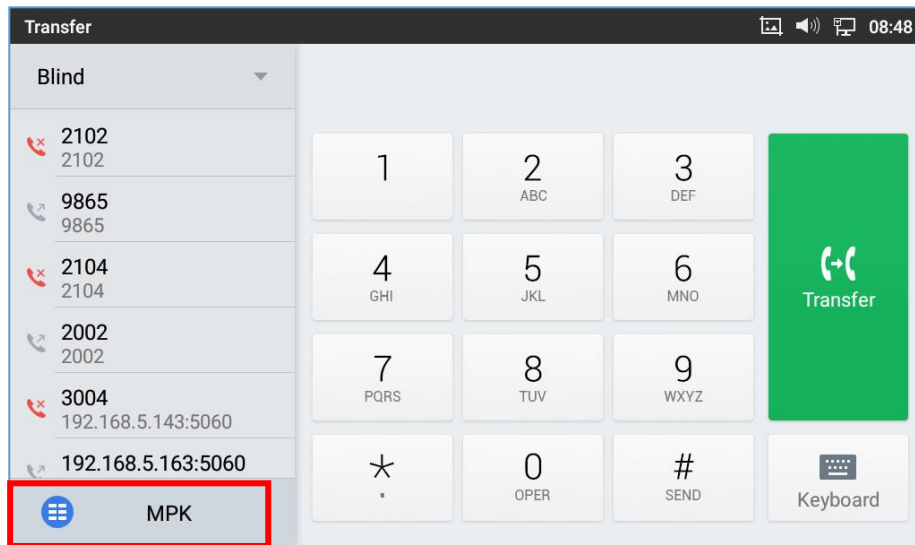 Transfer 08:48
Blind
2102
2102
9865
9865
2104
2104
2002
2002
3004
192.168.5.143:5060
192.168.5.163:5060
MPK
1 2 3
ABC DEF
4 5 6
GHI JKL MNO
7 8 9
PQRS TUV WXYZ
* 0 #
. OPER SEND
Transfer
Keyboard